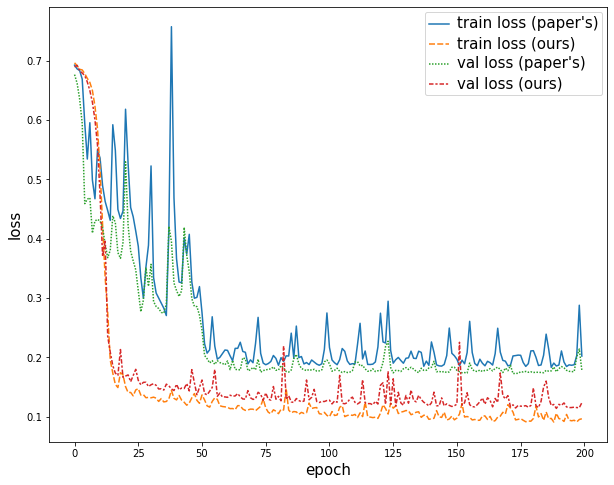 train loss (paper's)
train loss (ours)
val loss (paper's)
val loss (ours)
loss
0.7
0.6
0.5
0.4
0.3
0.2
0.1
0 25 50 75 100 125 150 175 200
epoch